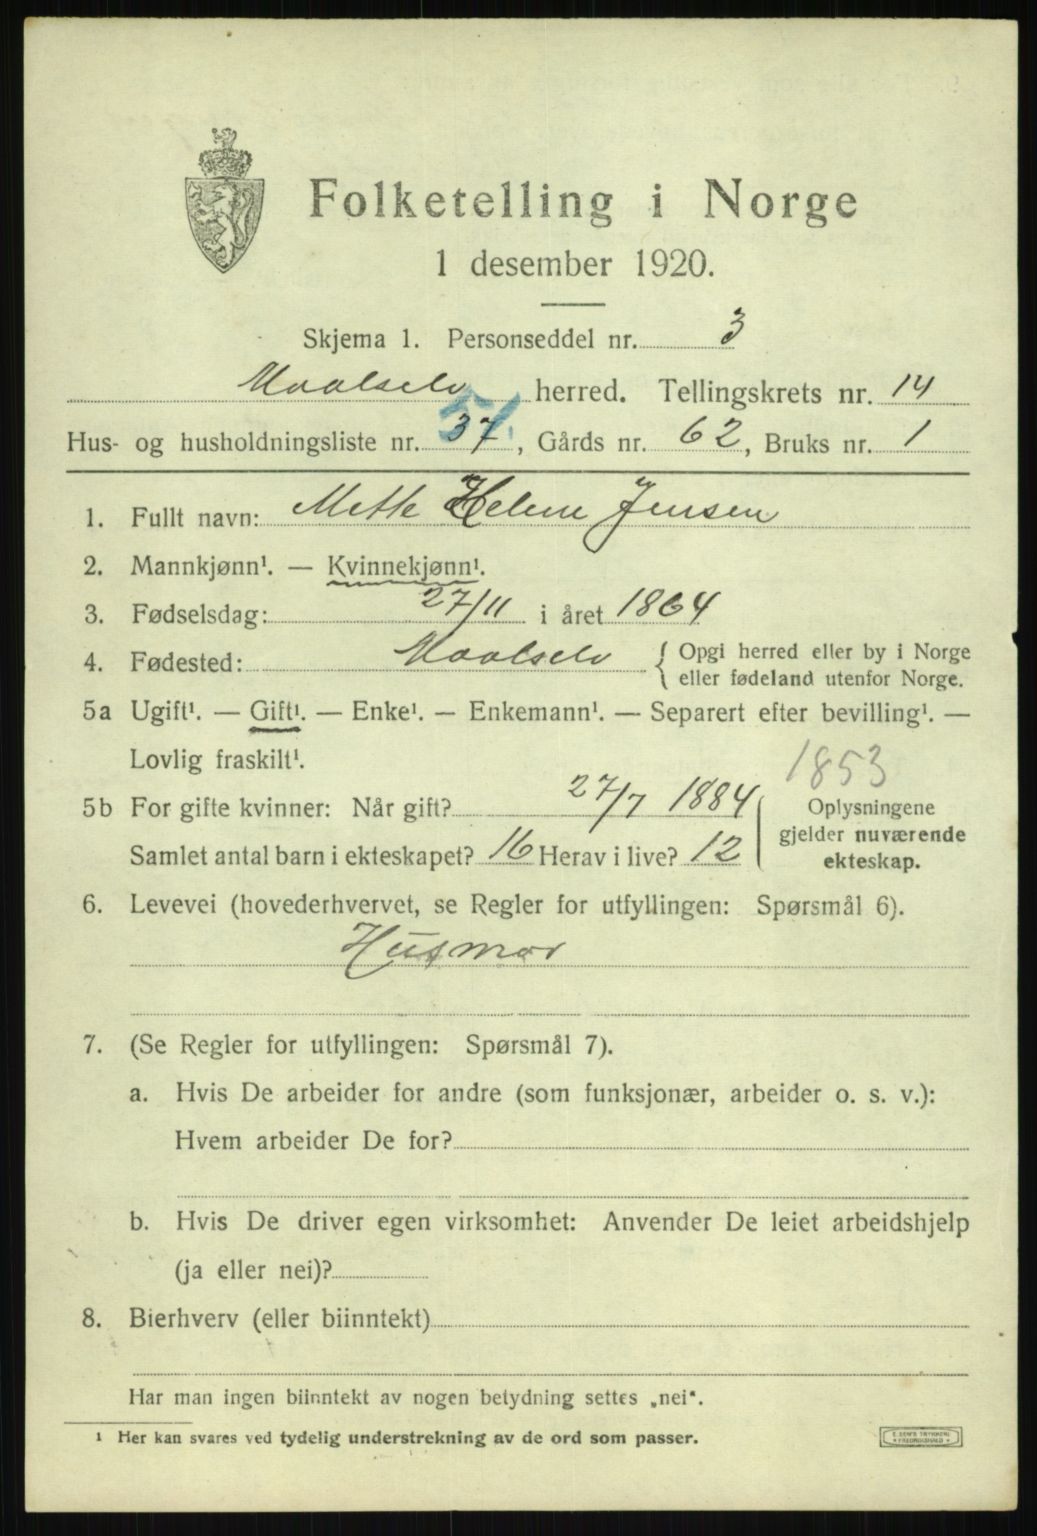 Folketelling i Norge
1 desember 1920.
Skjema 1. Personseddel nr. 3
Maalselv herred. Tellingskrets nr. 14
51.
Hus- og husholdningsliste nr. 37, Gårds nr. 62, Bruks nr. 1
1. Fullt navn: Mette Helene Jensen
2. Mannkjønn¹. — Kvinnekjønn¹.
3. Fødselsdag: 27/11 i året 1864
4. Fødested: Maalselv { Opgi herred eller by i Norge
eller fødeland utenfor Norge.
5a Ugift¹. — Gift¹. — Enke¹. — Enkemann¹. — Separert efter bevilling¹. —
Lovlig fraskilt¹.
1853
5b For gifte kvinner: Når gift? 27/7 1884
Samlet antal barn i ekteskapet? 16 Herav i live? 12
Oplysningene
gjelder nuværende
ekteskap.
6. Levevei (hovederhvervet, se Regler for utfyllingen: Spørsmål 6).
Husmor
7. (Se Regler for utfyllingen: Spørsmål 7).
a. Hvis De arbeider for andre (som funksjonær, arbeider o. s. v.):
Hvem arbeider De for?
b. Hvis De driver egen virksomhet: Anvender De leiet arbeidshjelp
(ja eller nei)?
8. Bierhverv (eller biinntekt)
Har man ingen biinntekt av nogen betydning settes „nei“.
¹ Her kan svares ved tydelig understrekning av de ord som passer.